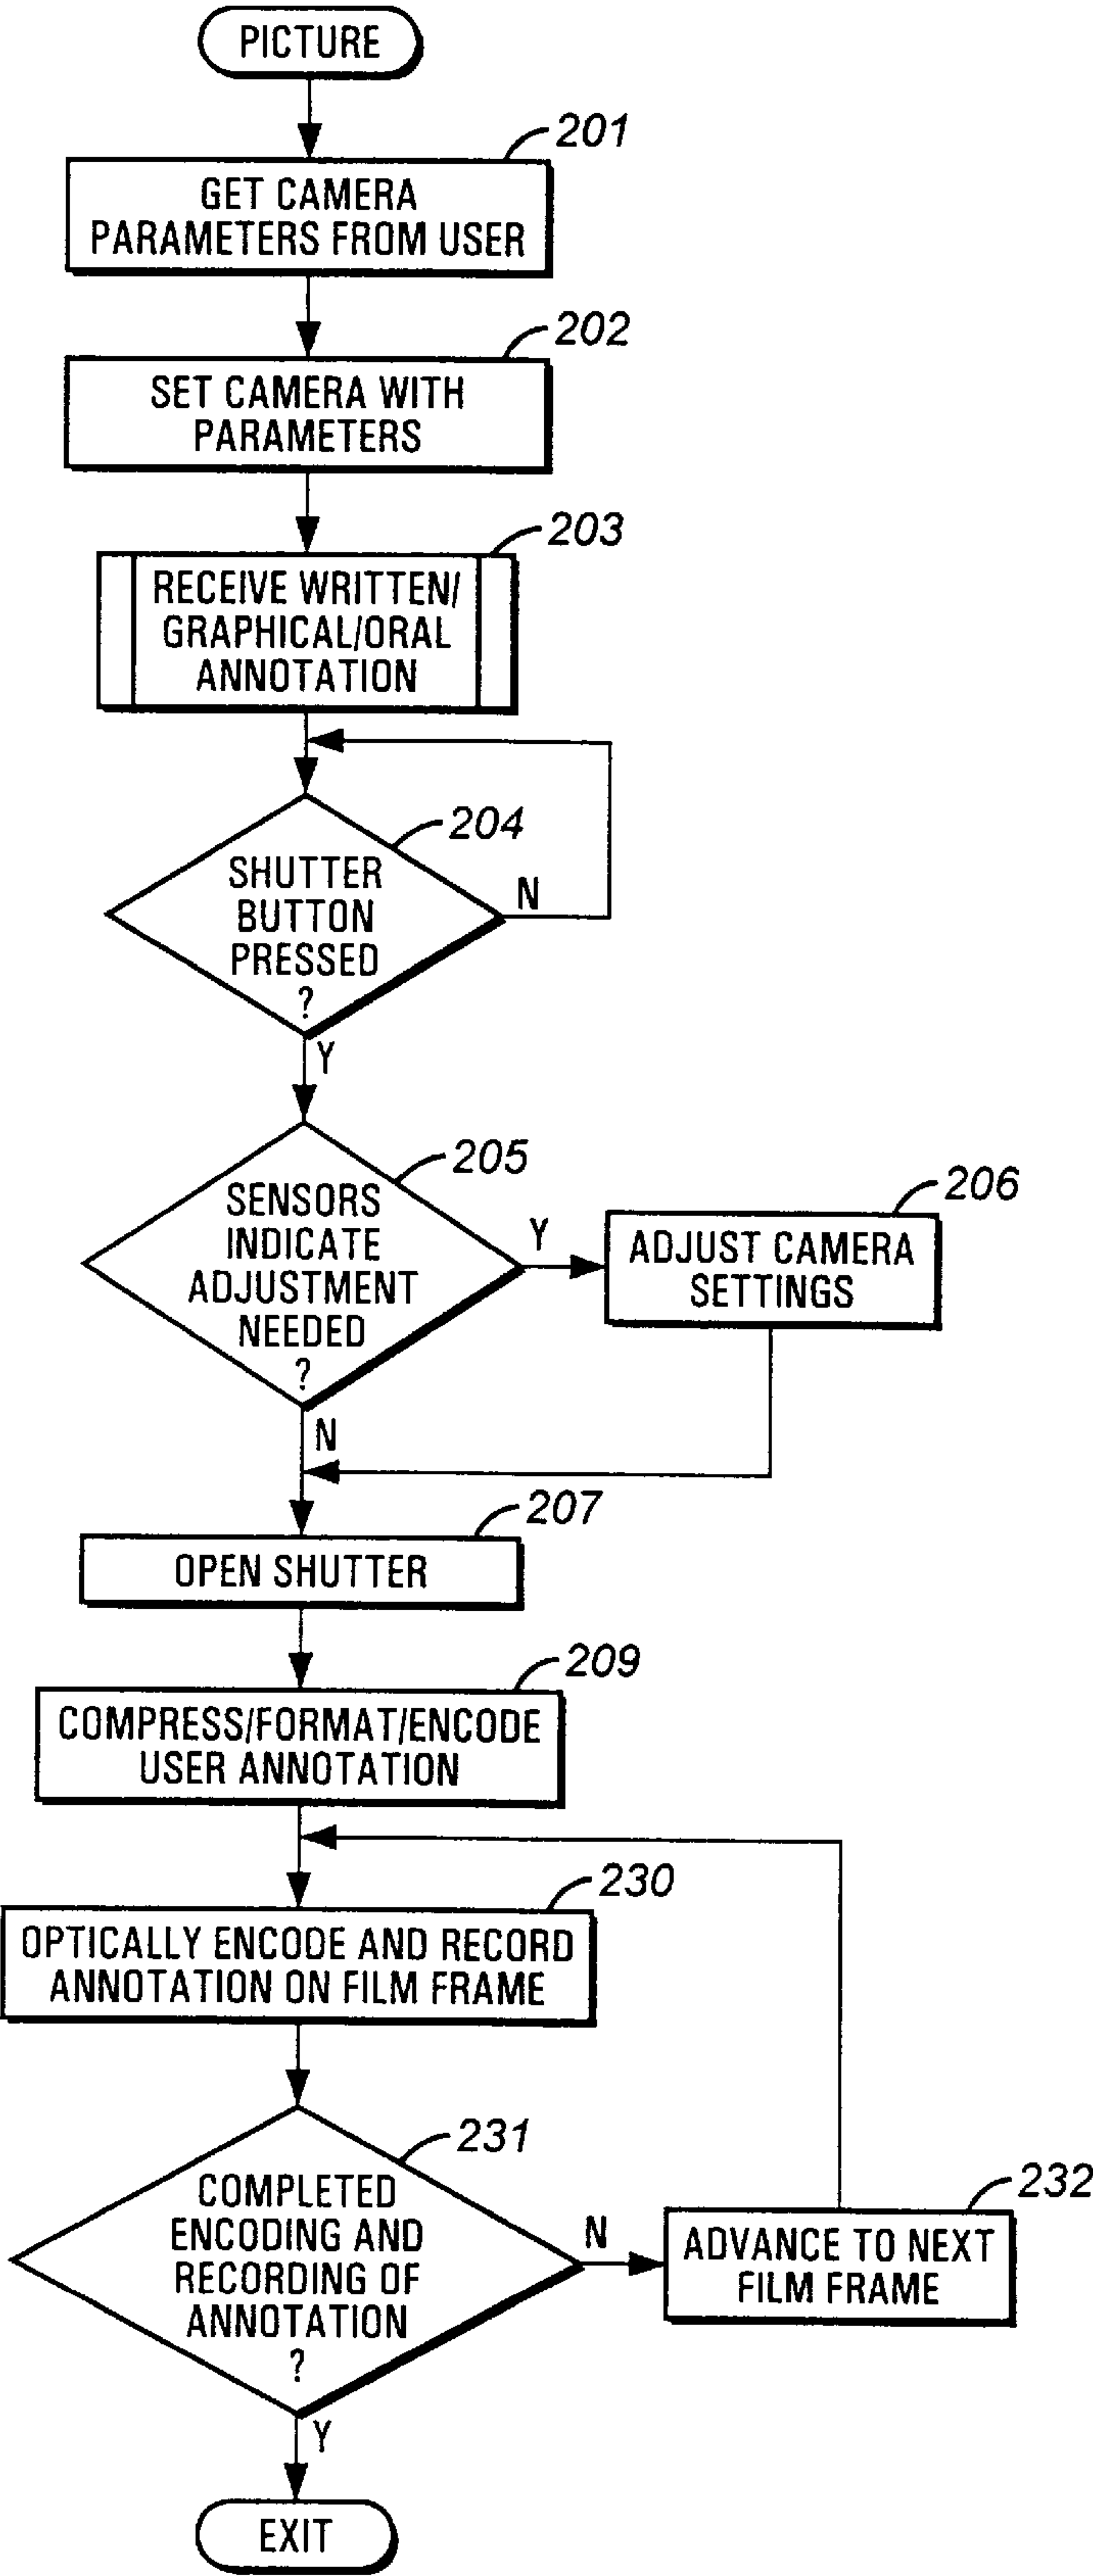 PICTURE
201
GET CAMERA
PARAMETERS FROM USER
202
SET CAMERA WITH
PARAMETERS
203
RECEIVE WRITTEN/
GRAPHICAL/ORAL
ANNOTATION
204
SHUTTER
BUTTON
PRESSED
?
N
Y
205
SENSORS
INDICATE
ADJUSTMENT
NEEDED
?
Y
206
ADJUST CAMERA
SETTINGS
N
207
OPEN SHUTTER
209
COMPRESS/FORMAT/ENCODE
USER ANNOTATION
230
OPTICALLY ENCODE AND RECORD
ANNOTATION ON FILM FRAME
231
COMPLETED
ENCODING AND
RECORDING OF
ANNOTATION
?
N
232
ADVANCE TO NEXT
FILM FRAME
Y
EXIT